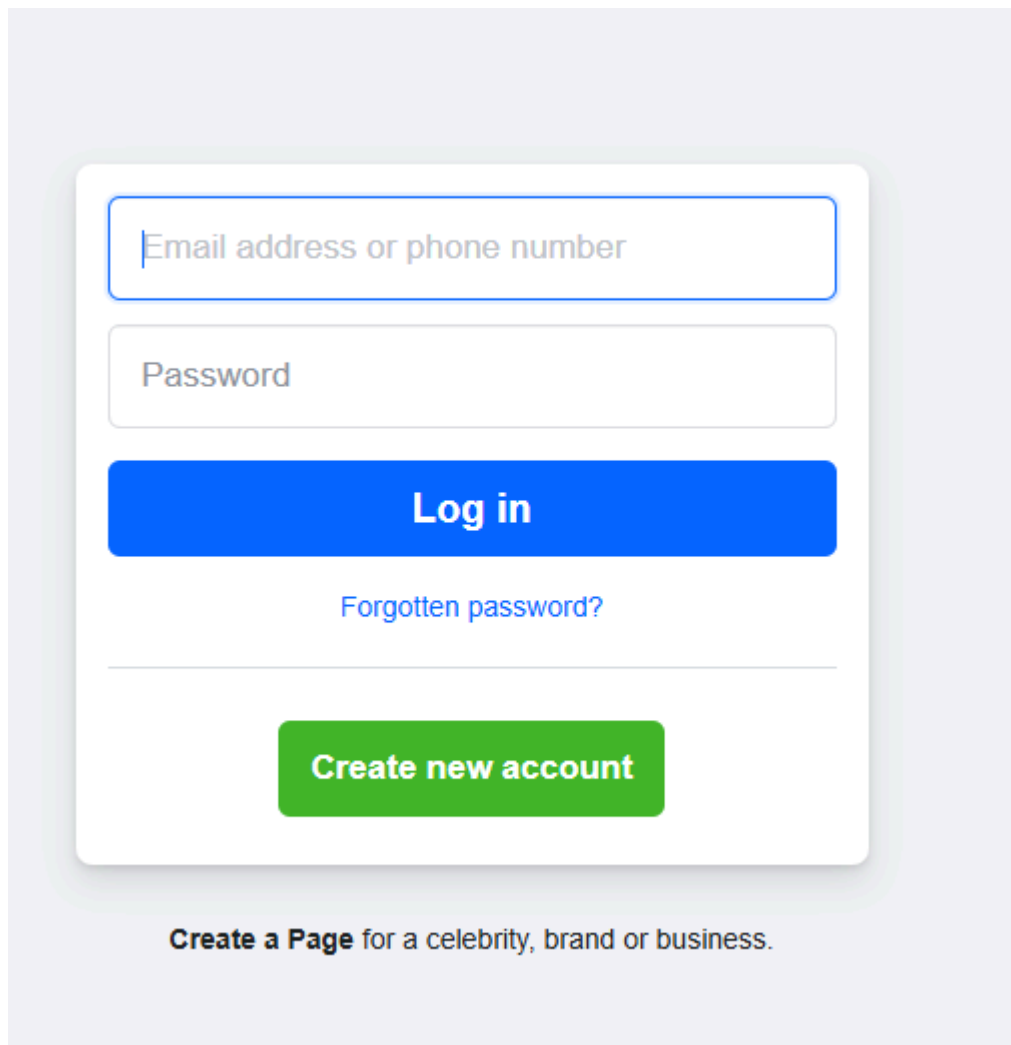 Email address or phone number
Password
Log in
Forgotten password?
Create new account
Create a Page for a celebrity, brand or business.